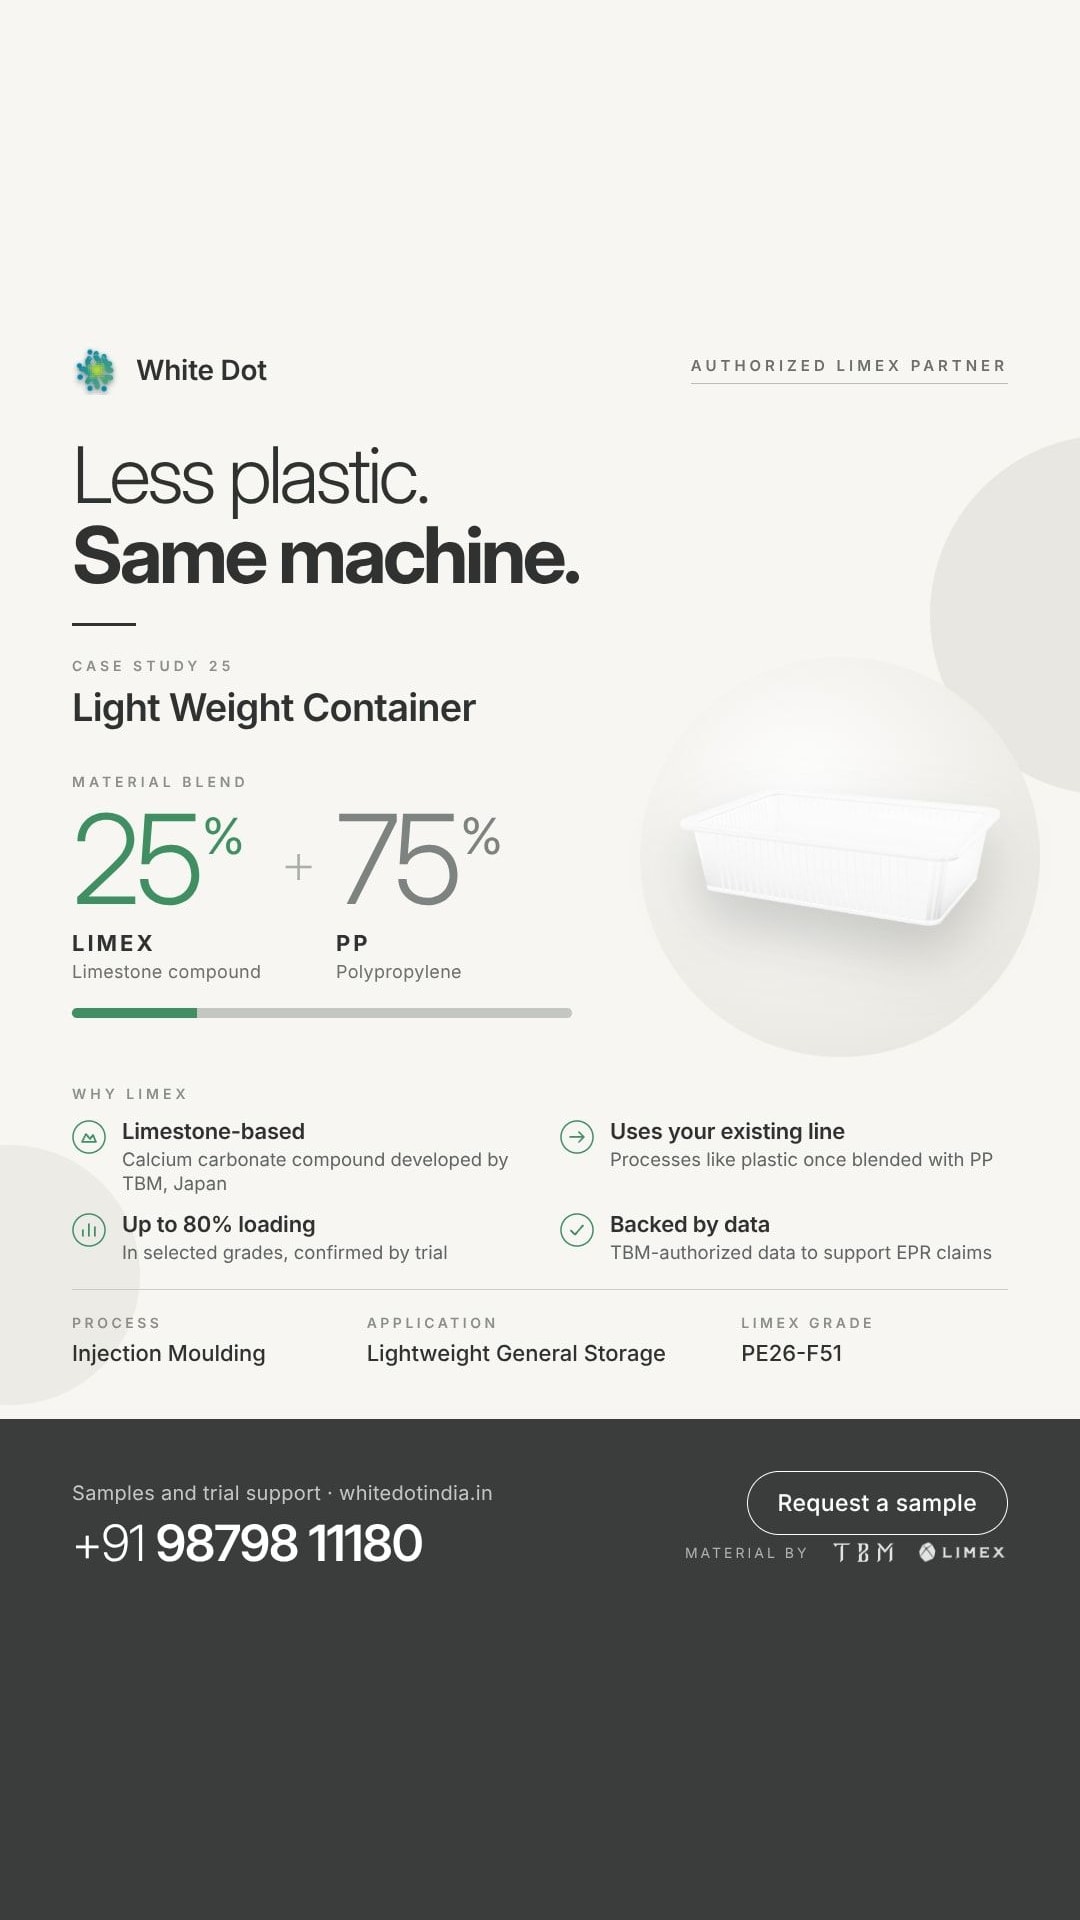 White Dot
AUTHORIZED LIMEX PARTNER
Less plastic.
Same machine.
CASE STUDY 25
Light Weight Container
MATERIAL BLEND
25% + 75%
LIMEX
Limestone compound
PP
Polypropylene
WHY LIMEX
Limestone-based
Calcium carbonate compound developed by
TBM, Japan
Uses your existing line
Processes like plastic once blended with PP
Up to 80% loading
In selected grades, confirmed by trial
Backed by data
TBM-authorized data to support EPR claims
PROCESS
Injection Moulding
APPLICATION
Lightweight General Storage
LIMEX GRADE
PE26-F51
Samples and trial support · whitedotindia.in
+91 98798 11180
Request a sample
MATERIAL BY TBM LIMEX